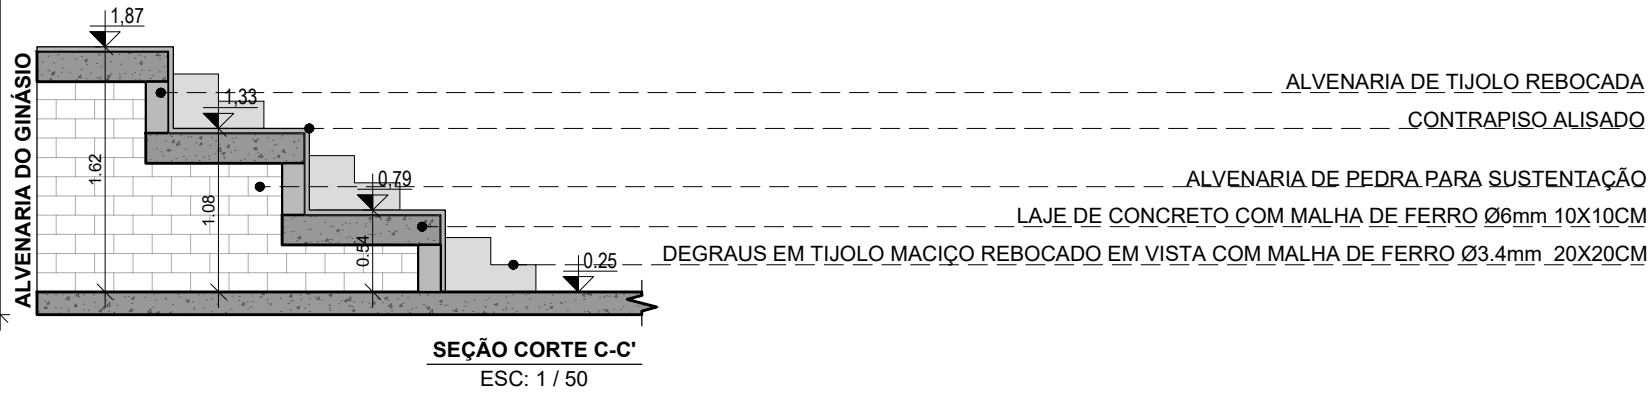 1,87
ALVENARIA DO GINÁSIO
ALVENARIA DE TIJOLO REBOCADA
1,33
CONTRAPISO ALISADO
1.62
0,79
ALVENARIA DE PEDRA PARA SUSTENTAÇÃO
1.08
LAJE DE CONCRETO COM MALHA DE FERRO Ø6mm 10X10CM
0.54
0.25
DEGRAUS EM TIJOLO MACIÇO REBOCADO EM VISTA COM MALHA DE FERRO Ø3.4mm 20X20CM
SEÇÃO CORTE C-C'
ESC: 1 / 50